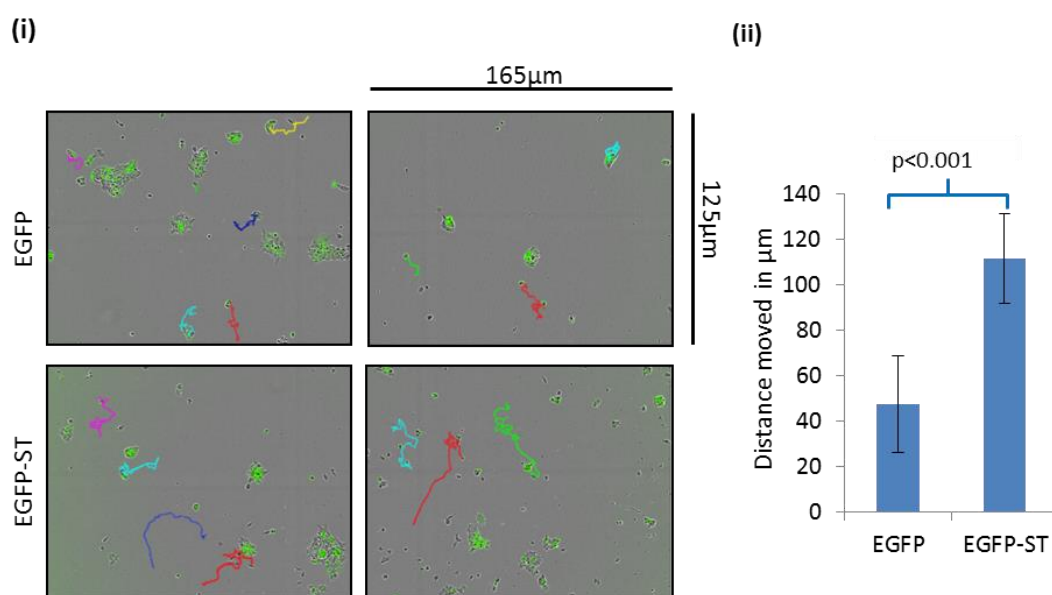 (i)
165µm
125µm
EGFP
EGFP-ST
(ii)
p<0.001
Distance moved in µm
140
120
100
80
60
40
20
0
EGFP
EGFP-ST